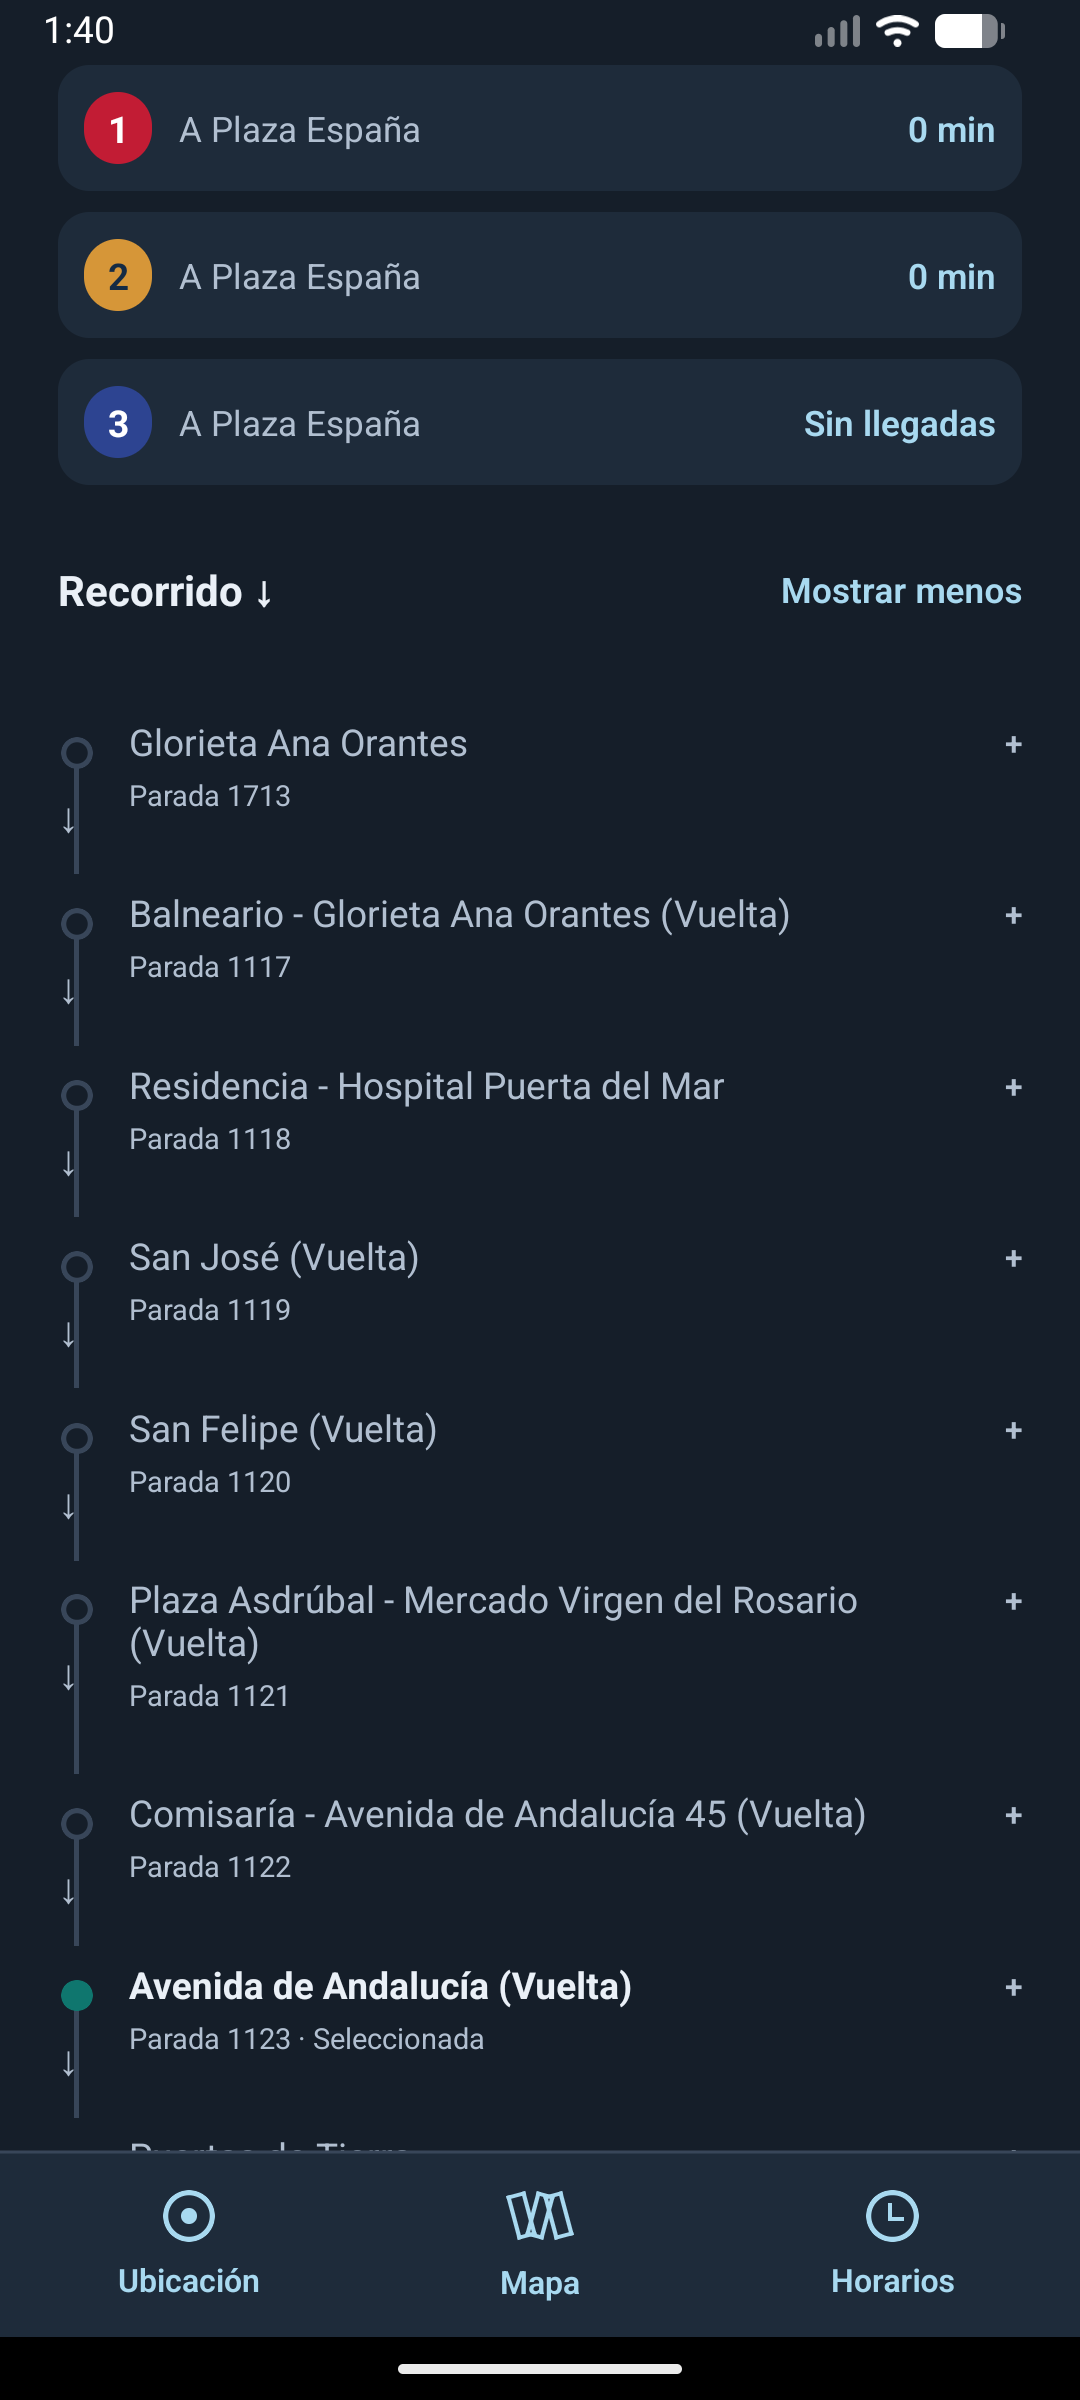 1:40
1 A Plaza España 0 min
2 A Plaza España 0 min
3 A Plaza España Sin llegadas
Recorrido ↓ Mostrar menos
Glorieta Ana Orantes +
Parada 1713
↓
Balneario - Glorieta Ana Orantes (Vuelta) +
Parada 1117
↓
Residencia - Hospital Puerta del Mar +
Parada 1118
↓
San José (Vuelta) +
Parada 1119
↓
San Felipe (Vuelta) +
Parada 1120
↓
Plaza Asdrúbal - Mercado Virgen del Rosario +
(Vuelta)
Parada 1121
↓
Comisaría - Avenida de Andalucía 45 (Vuelta) +
Parada 1122
↓
Avenida de Andalucía (Vuelta) +
Parada 1123 · Seleccionada
↓
Ubicación Mapa Horarios